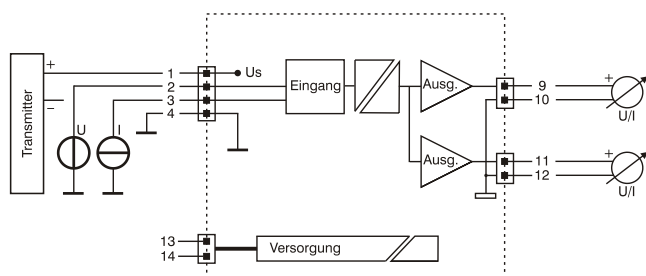 Transmitter
+
−
U
I
1
2
3
4
Us
Eingang
Ausg.
Ausg.
9
10
+
U/I
11
12
+
U/I
13
14
Versorgung